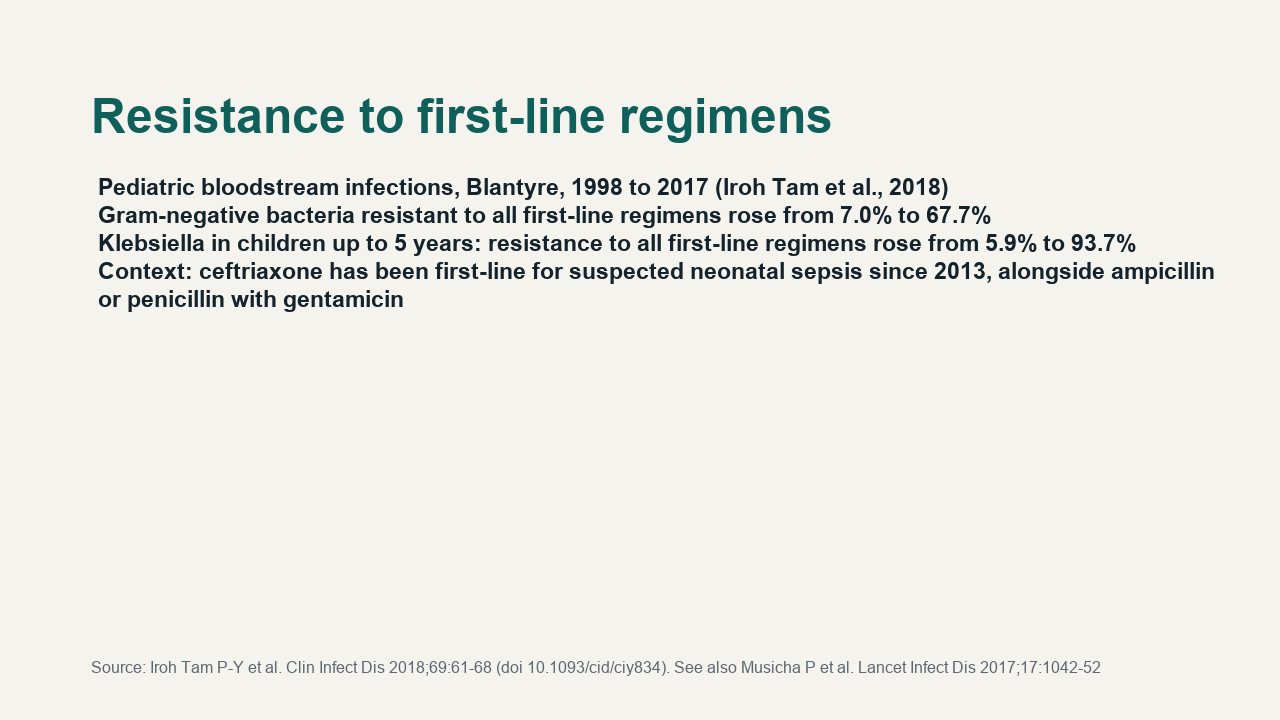 Resistance to first-line regimens
Pediatric bloodstream infections, Blantyre, 1998 to 2017 (Iroh Tam et al., 2018)
Gram-negative bacteria resistant to all first-line regimens rose from 7.0% to 67.7%
Klebsiella in children up to 5 years: resistance to all first-line regimens rose from 5.9% to 93.7%
Context: ceftriaxone has been first-line for suspected neonatal sepsis since 2013, alongside ampicillin
or penicillin with gentamicin
Source: Iroh Tam P-Y et al. Clin Infect Dis 2018;69:61-68 (doi 10.1093/cid/ciy834). See also Musicha P et al. Lancet Infect Dis 2017;17:1042-52